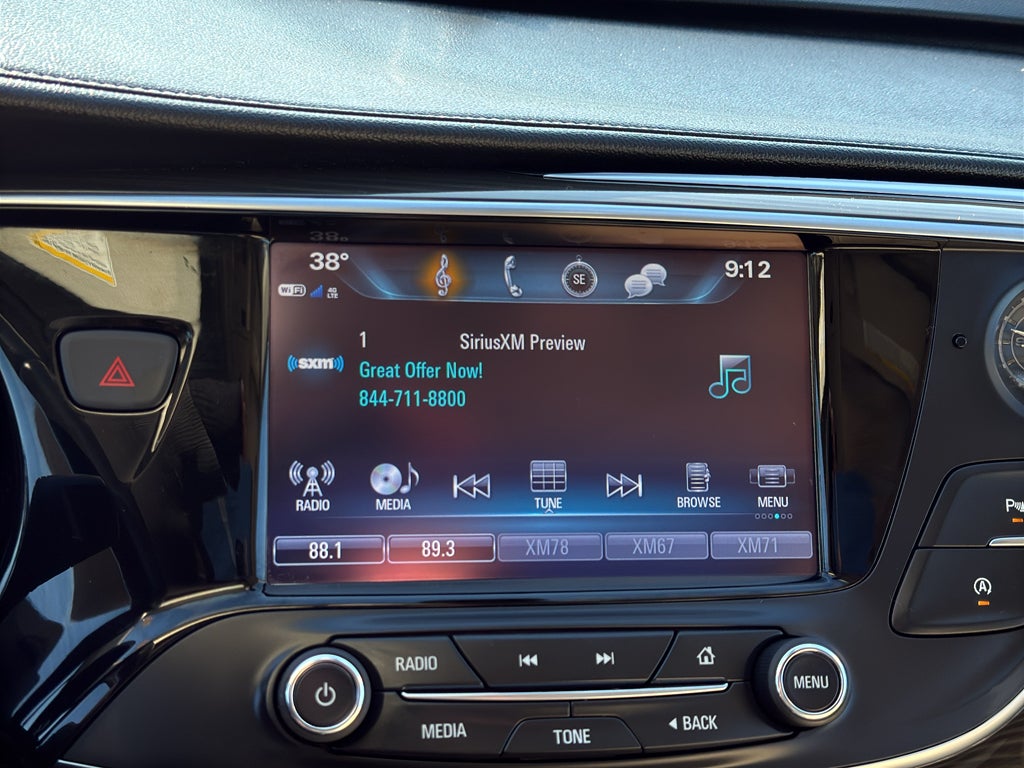 38°
SE
9:12
WiFi
4G
LTE
1 SiriusXM Preview
sxm
Great Offer Now!
844-711-8800
RADIO
MEDIA
TUNE
BROWSE
MENU
88.1
89.3
XM78
XM67
XM71
RADIO
MENU
MEDIA
TONE
BACK
P
A